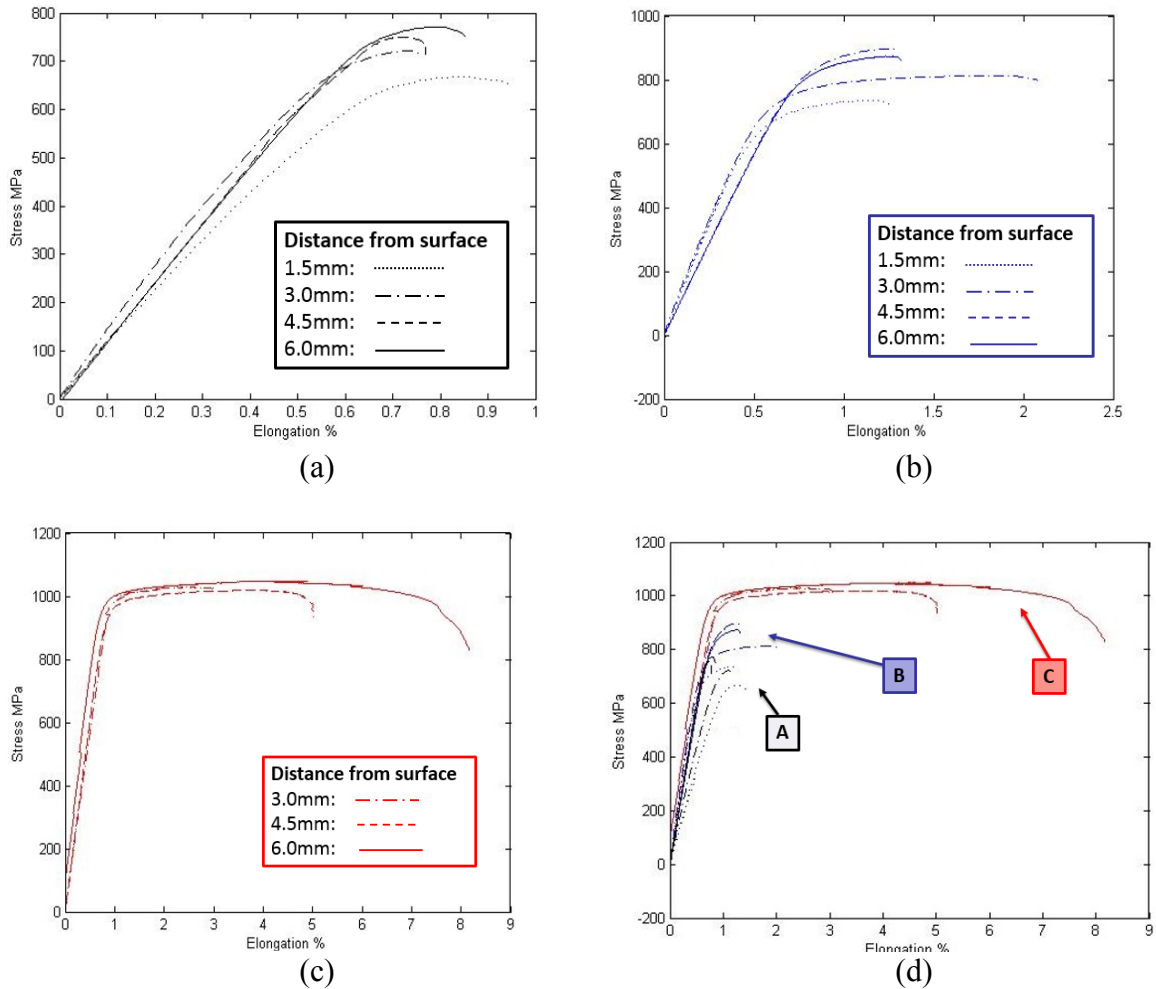 800
700
600
500
400
300
200
100
0
Stress MPa
0 0.1 0.2 0.3 0.4 0.5 0.6 0.7 0.8 0.9 1
Elongation %
Distance from surface
1.5mm:
3.0mm:
4.5mm:
6.0mm:
(a)
1000
800
600
400
200
0
-200
Stress MPa
0 0.5 1 1.5 2 2.5
Elongation %
Distance from surface
1.5mm:
3.0mm:
4.5mm:
6.0mm:
(b)
1200
1000
800
600
400
200
0
Stress MPa
0 1 2 3 4 5 6 7 8 9
Elongation %
Distance from surface
3.0mm:
4.5mm:
6.0mm:
(c)
1200
1000
800
600
400
200
0
-200
Stress MPa
0 1 2 3 4 5 6 7 8 9
Elongation %
B
C
A
(d)